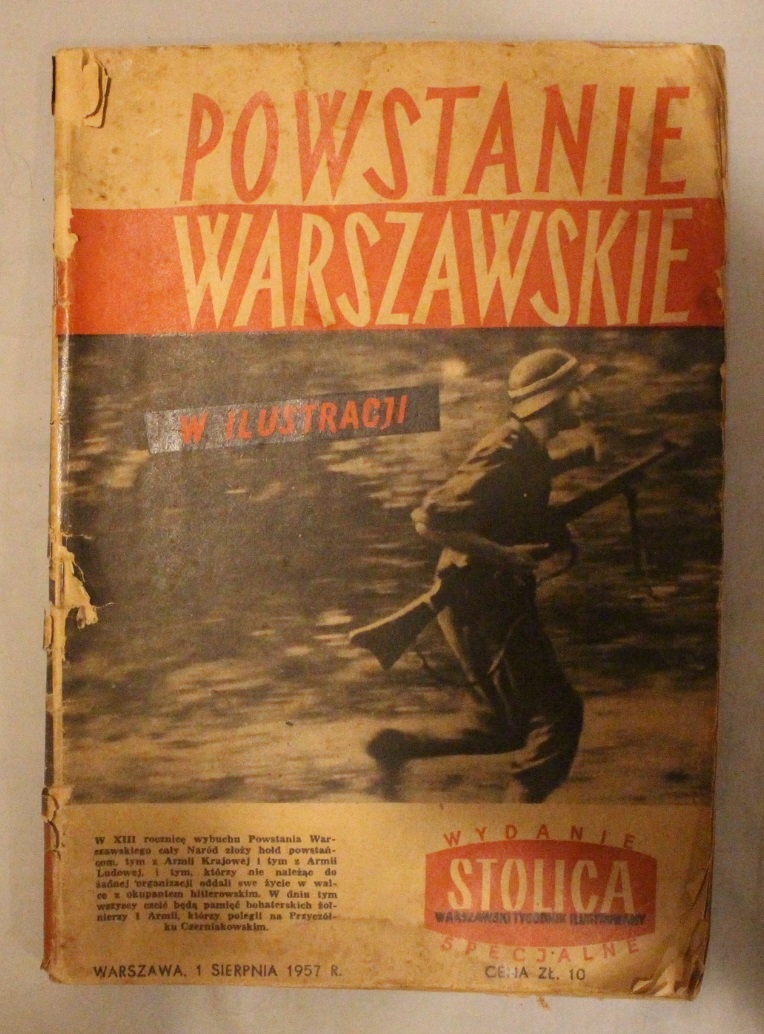 POWSTANIE
WARSZAWSKIE
W ILUSTRACJI
W XIII rocznicę wybuchu Powstania War-
szawskiego cały Naród złoży hołd powstań-
com, tym z Armii Krajowej i tym z Armii
Ludowej, i tym, którzy nie należąc do
żadnej organizacji oddali swe życie w wal-
ce z okupantem hitlerowskim. W dniu tym
wszyscy czcić będą pamięć bohaterskich żoł-
nierzy I Armii, którzy polegli na Przyczół-
ku Czerniakowskim.
WYDANIE
STOLICA
WARSZAWSKI TYGODNIK ILUSTROWANY
SPECJALNE
WARSZAWA, 1 SIERPNIA 1957 R.
CENA ZŁ. 10